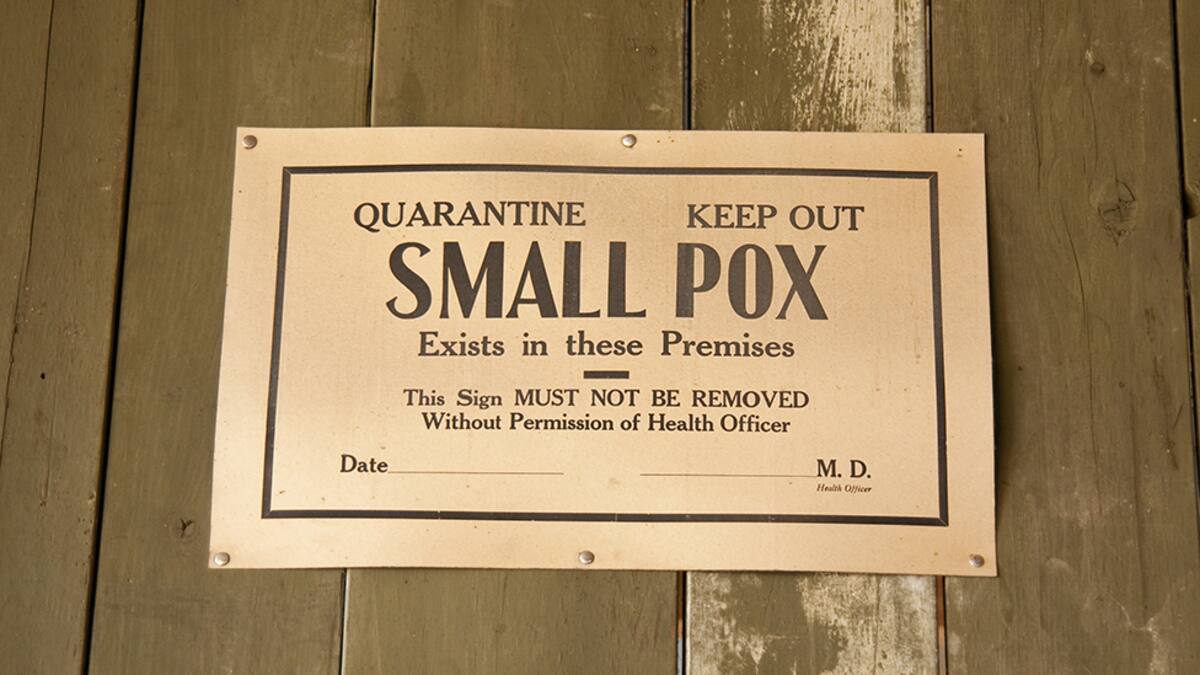 QUARANTINE KEEP OUT
SMALL POX
Exists in these Premises
This Sign MUST NOT BE REMOVED
Without Permission of Health Officer
Date M. D.
Health Officer